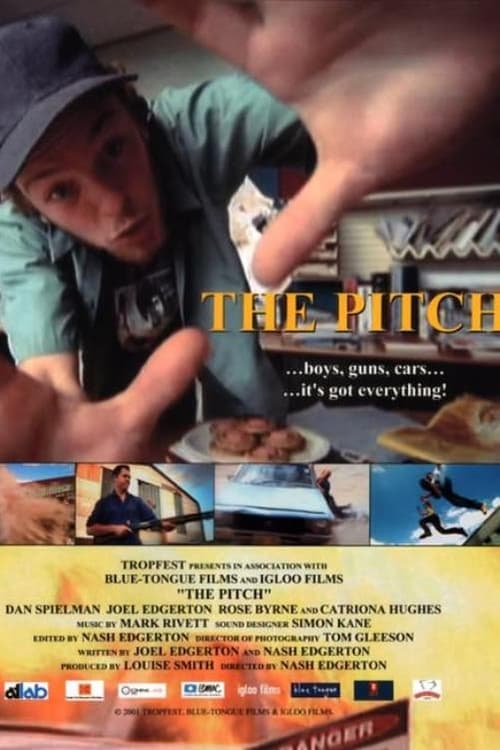 THE PITCH
...boys, guns, cars...
...it's got everything!
TROPFEST PRESENTS IN ASSOCIATION WITH
BLUE-TONGUE FILMS AND IGLOO FILMS
"THE PITCH"
DAN SPIELMAN JOEL EDGERTON ROSE BYRNE AND CATRIONA HUGHES
MUSIC BY MARK RIVETT SOUND DESIGNER SIMON KANE
EDITED BY NASH EDGERTON DIRECTOR OF PHOTOGRAPHY TOM GLEESON
WRITTEN BY JOEL EDGERTON AND NASH EDGERTON
PRODUCED BY LOUISE SMITH DIRECTED BY NASH EDGERTON
igloo films blue tongue
© 2001 TROPFEST, BLUE-TONGUE FILMS & IGLOO FILMS.
DANGER